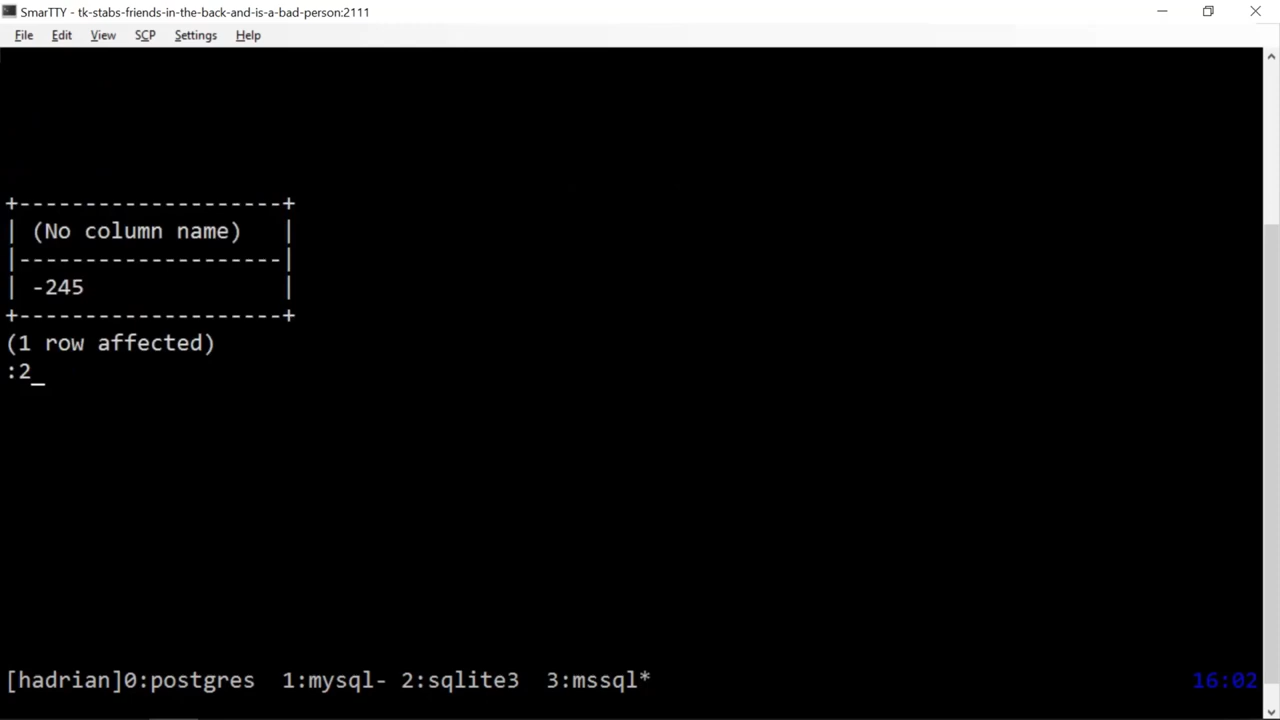 SmarTTY - tk-stabs-friends-in-the-back-and-is-a-bad-person:2111
File Edit View SCP Settings Help
+--------------------+
| (No column name)   |
|--------------------|
| -245               |
+--------------------+
(1 row affected)
:2_
[hadrian]0:postgres  1:mysql- 2:sqlite3  3:mssql* 16:02